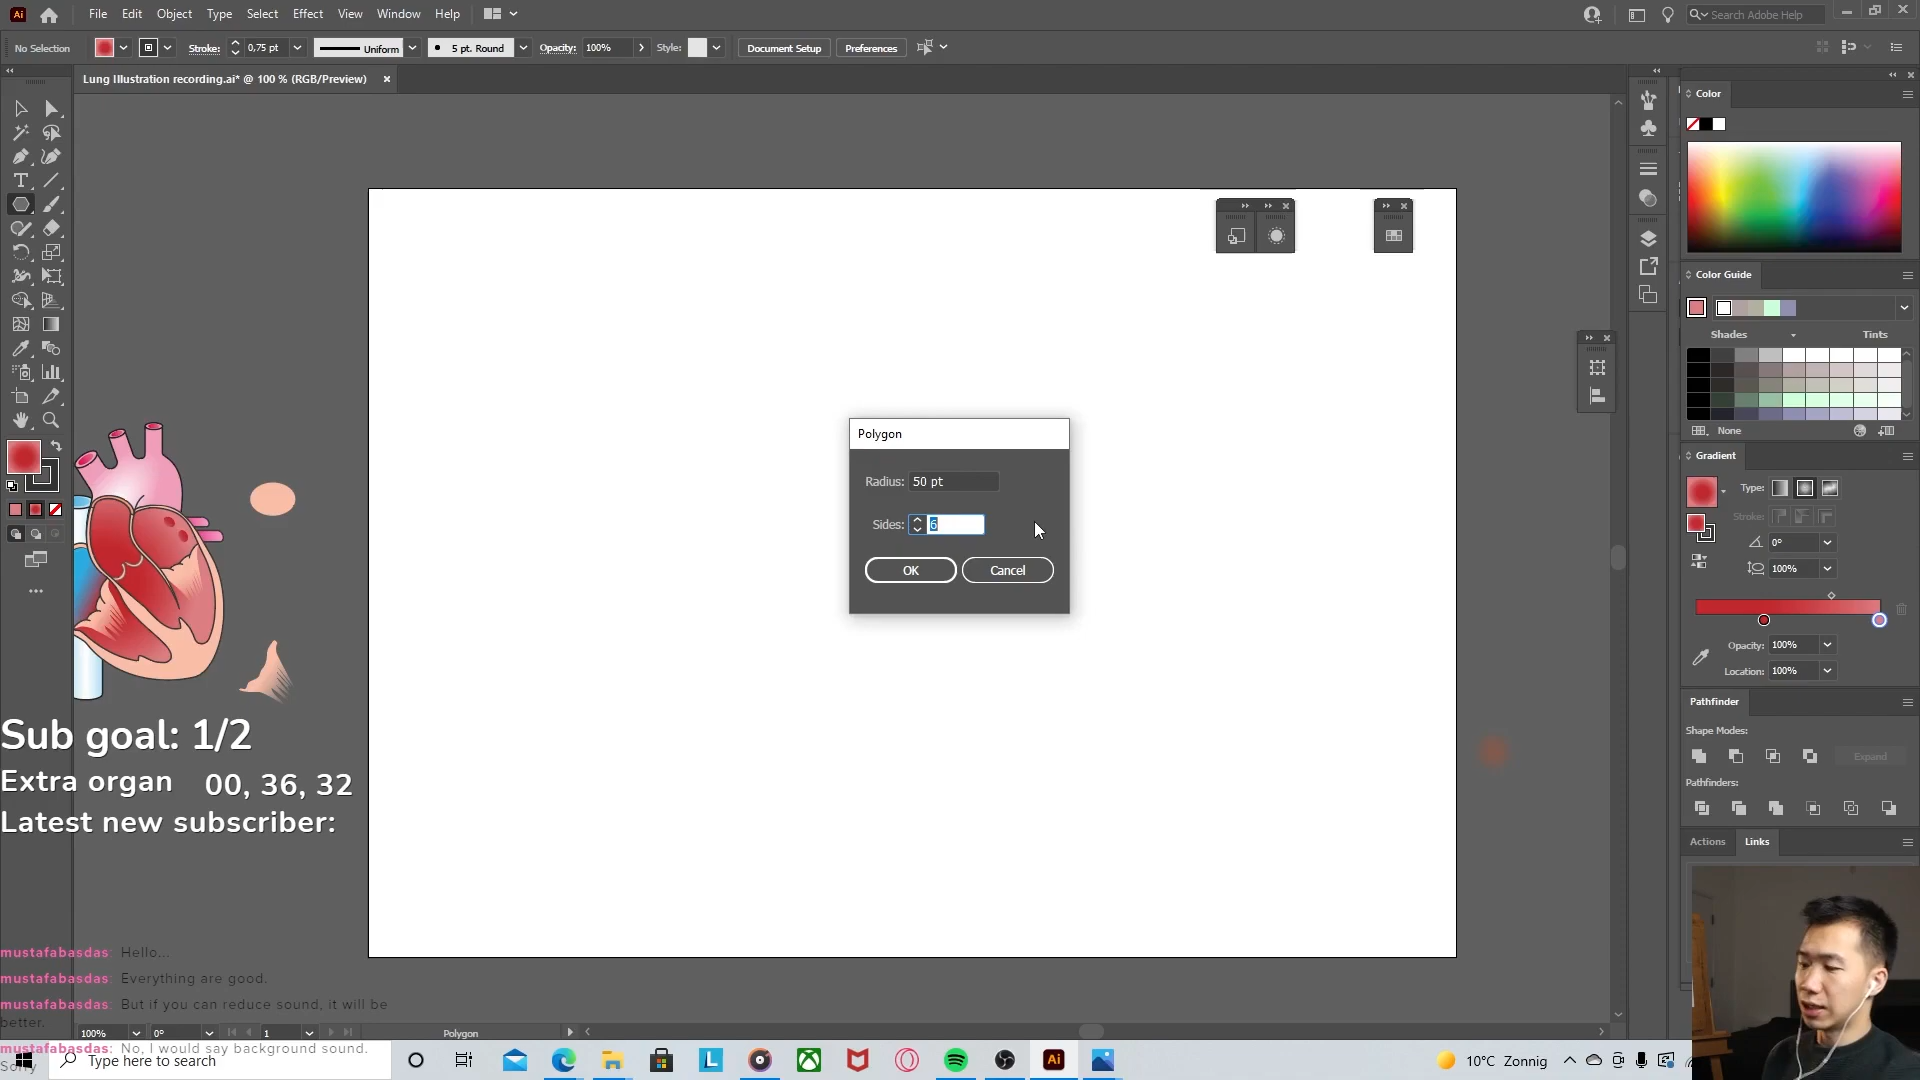 Ai File Edit Object Type Select Effect View Window Help Search Adobe Help
No Selection Stroke: 0,75 pt Uniform 5 pt. Round Opacity: 100% Style: Document Setup Preferences
Lung Illustration recording.ai* @ 100 % (RGB/Preview)
Color
Color Guide
Shades Tints
None
Gradient
Type:
Stroke:
0°
100%
Opacity: 100%
Location: 100%
Pathfinder
Shape Modes:
Expand
Pathfinders:
Actions Links
Polygon
Radius: 50 pt
Sides: 6
OK Cancel
Sub goal: 1/2
Extra organ 00, 36, 32
Latest new subscriber:
mustafabasdas: Hello...
mustafabasdas: Everything are good.
mustafabasdas: But if you can reduce sound, it will be
better.
mustafabasdas: No, I would say background sound.
Sorry
100% 0° 1 Polygon
Type here to search
10°C Zonnig